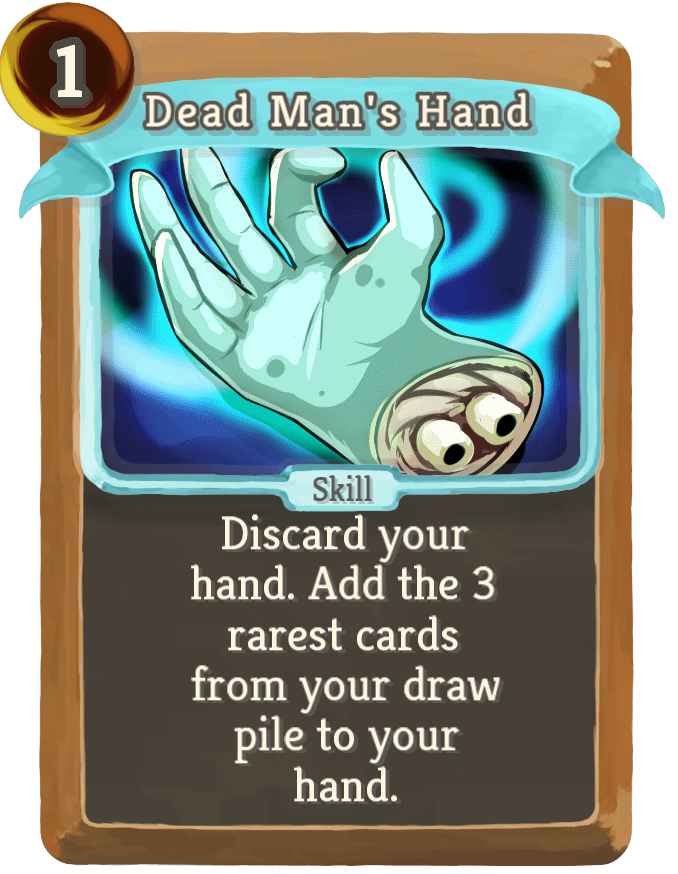 1
Dead Man's Hand
Skill
Discard your
hand. Add the 3
rarest cards
from your draw
pile to your
hand.